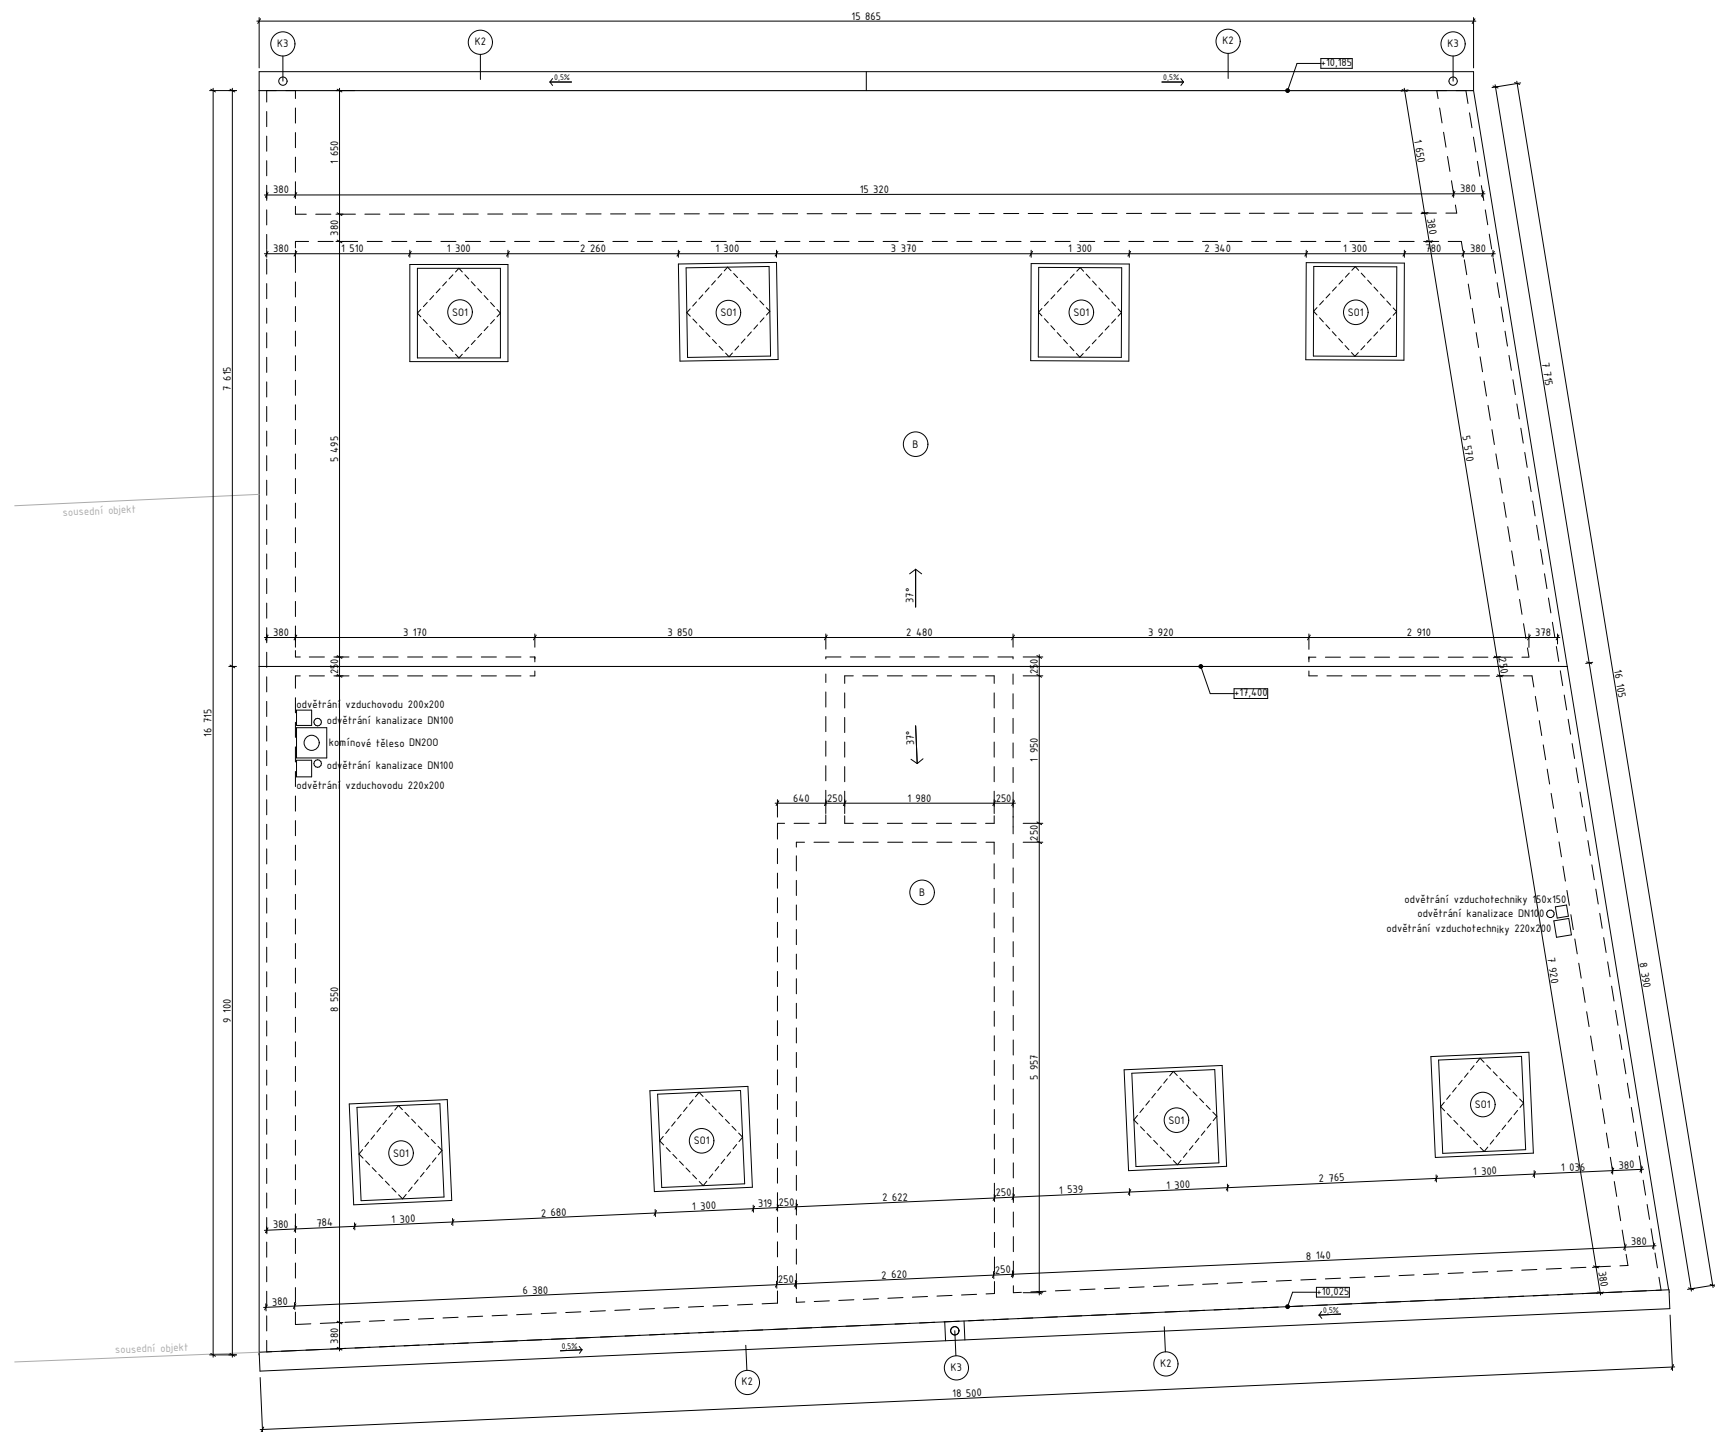 15 865
K3
K2
K2
K3
+10,185
0,5%
0,5%
1 650
1 650
380
15 320
380
380
380
380
1 510
1 300
2 260
1 300
3 370
1 300
2 340
1 300
780
380
S01
S01
S01
S01
7 615
5 495
B
7 715
5 570
sousední objekt
37°
380
3 170
3 850
2 480
3 920
2 910
378
250
250
250
+17,400
16 105
16 715
odvětrání vzduchovodu 200x200
odvětrání kanalizace DN100
komínové těleso DN200
odvětrání kanalizace DN100
odvětrání vzduchovodu 220x200
37°
1 950
640
250
1 980
250
250
B
odvětrání vzduchotechniky 150x150
odvětrání kanalizace DN100
odvětrání vzduchotechniky 220x200
7 920
8 390
9 100
8 550
5 957
S01
S01
S01
S01
380
784
1 300
2 680
1 300
319
250
2 622
250
1 539
1 300
2 765
1 300
1 036
380
380
6 380
250
2 620
250
8 140
380
380
380
+10,025
0,5%
sousední objekt
0,5%
K2
K3
K2
18 500